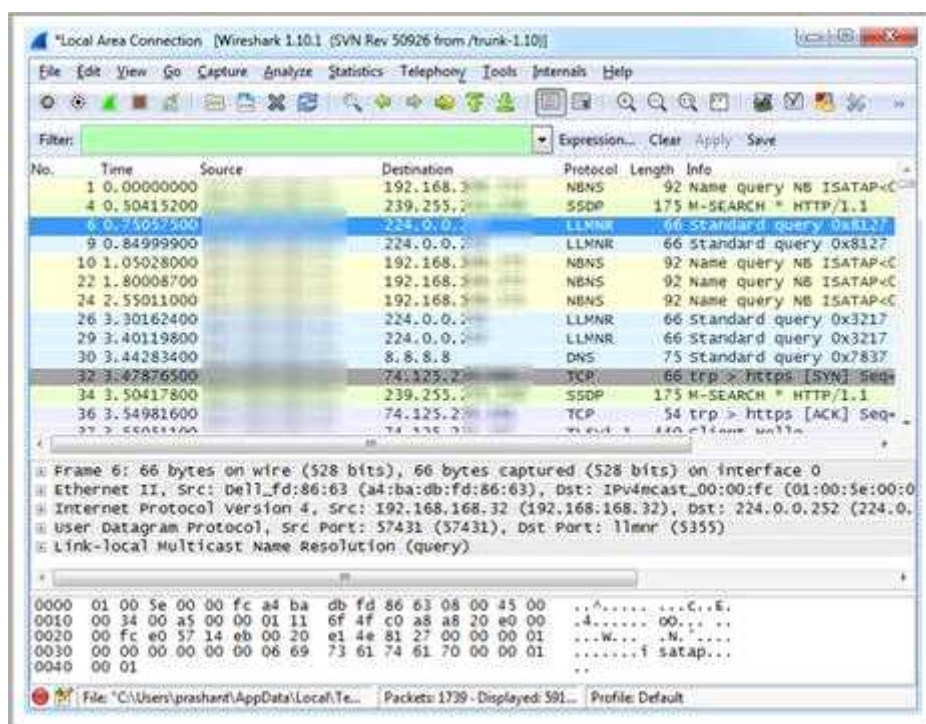 *Local Area Connection [Wireshark 1.10.1 (SVN Rev 50926 from /trunk-1.10)]
File Edit View Go Capture Analyze Statistics Telephony Tools Internals Help
Filter: Expression... Clear Apply Save
No. Time Source Destination Protocol Length Info
1 0.00000000 192.168. NBNS 92 Name query NB ISATAP<C
4 0.50415200 239.255. SSDP 175 M-SEARCH * HTTP/1.1
6 0.75057500 224.0.0. LLMNR 66 Standard query 0x8127
9 0.84999900 224.0.0. LLMNR 66 Standard query 0x8127
10 1.05028000 192.168. NBNS 92 Name query NB ISATAP<C
22 1.80008700 192.168. NBNS 92 Name query NB ISATAP<C
24 2.55011000 192.168. NBNS 92 Name query NB ISATAP<C
26 3.30162400 224.0.0. LLMNR 66 Standard query 0x3217
29 3.40119800 224.0.0. LLMNR 66 Standard query 0x3217
30 3.44283400 8.8.8.8 DNS 75 Standard query 0x7837
32 3.47876500 74.125.2 TCP 66 trp > https [SYN] Seq=
34 3.50417800 239.255. SSDP 175 M-SEARCH * HTTP/1.1
36 3.54981600 74.125.2 TCP 54 trp > https [ACK] Seq=
Frame 6: 66 bytes on wire (528 bits), 66 bytes captured (528 bits) on interface 0
Ethernet II, Src: Dell_fd:86:63 (a4:ba:db:fd:86:63), Dst: IPv4mcast_00:00:fc (01:00:5e:00:0
Internet Protocol Version 4, Src: 192.168.168.32 (192.168.168.32), Dst: 224.0.0.252 (224.0.
User Datagram Protocol, Src Port: 57431 (57431), Dst Port: llmnr (5355)
Link-local Multicast Name Resolution (query)
0000 01 00 5e 00 00 fc a4 ba db fd 86 63 08 00 45 00 ..^..... ...c..E.
0010 00 34 00 a5 00 00 01 11 6f 4f c0 a8 a8 20 e0 00 .4...... oO... ..
0020 00 fc e0 57 14 eb 00 20 e1 4e 81 27 00 00 00 01 ...W... .N.'....
0030 00 00 00 00 00 00 06 69 73 61 74 61 70 00 00 01 .......i satap...
0040 00 01 ..
File: "C:\Users\prashant\AppData\Local\Te... Packets: 1739 - Displayed: 591... Profile: Default